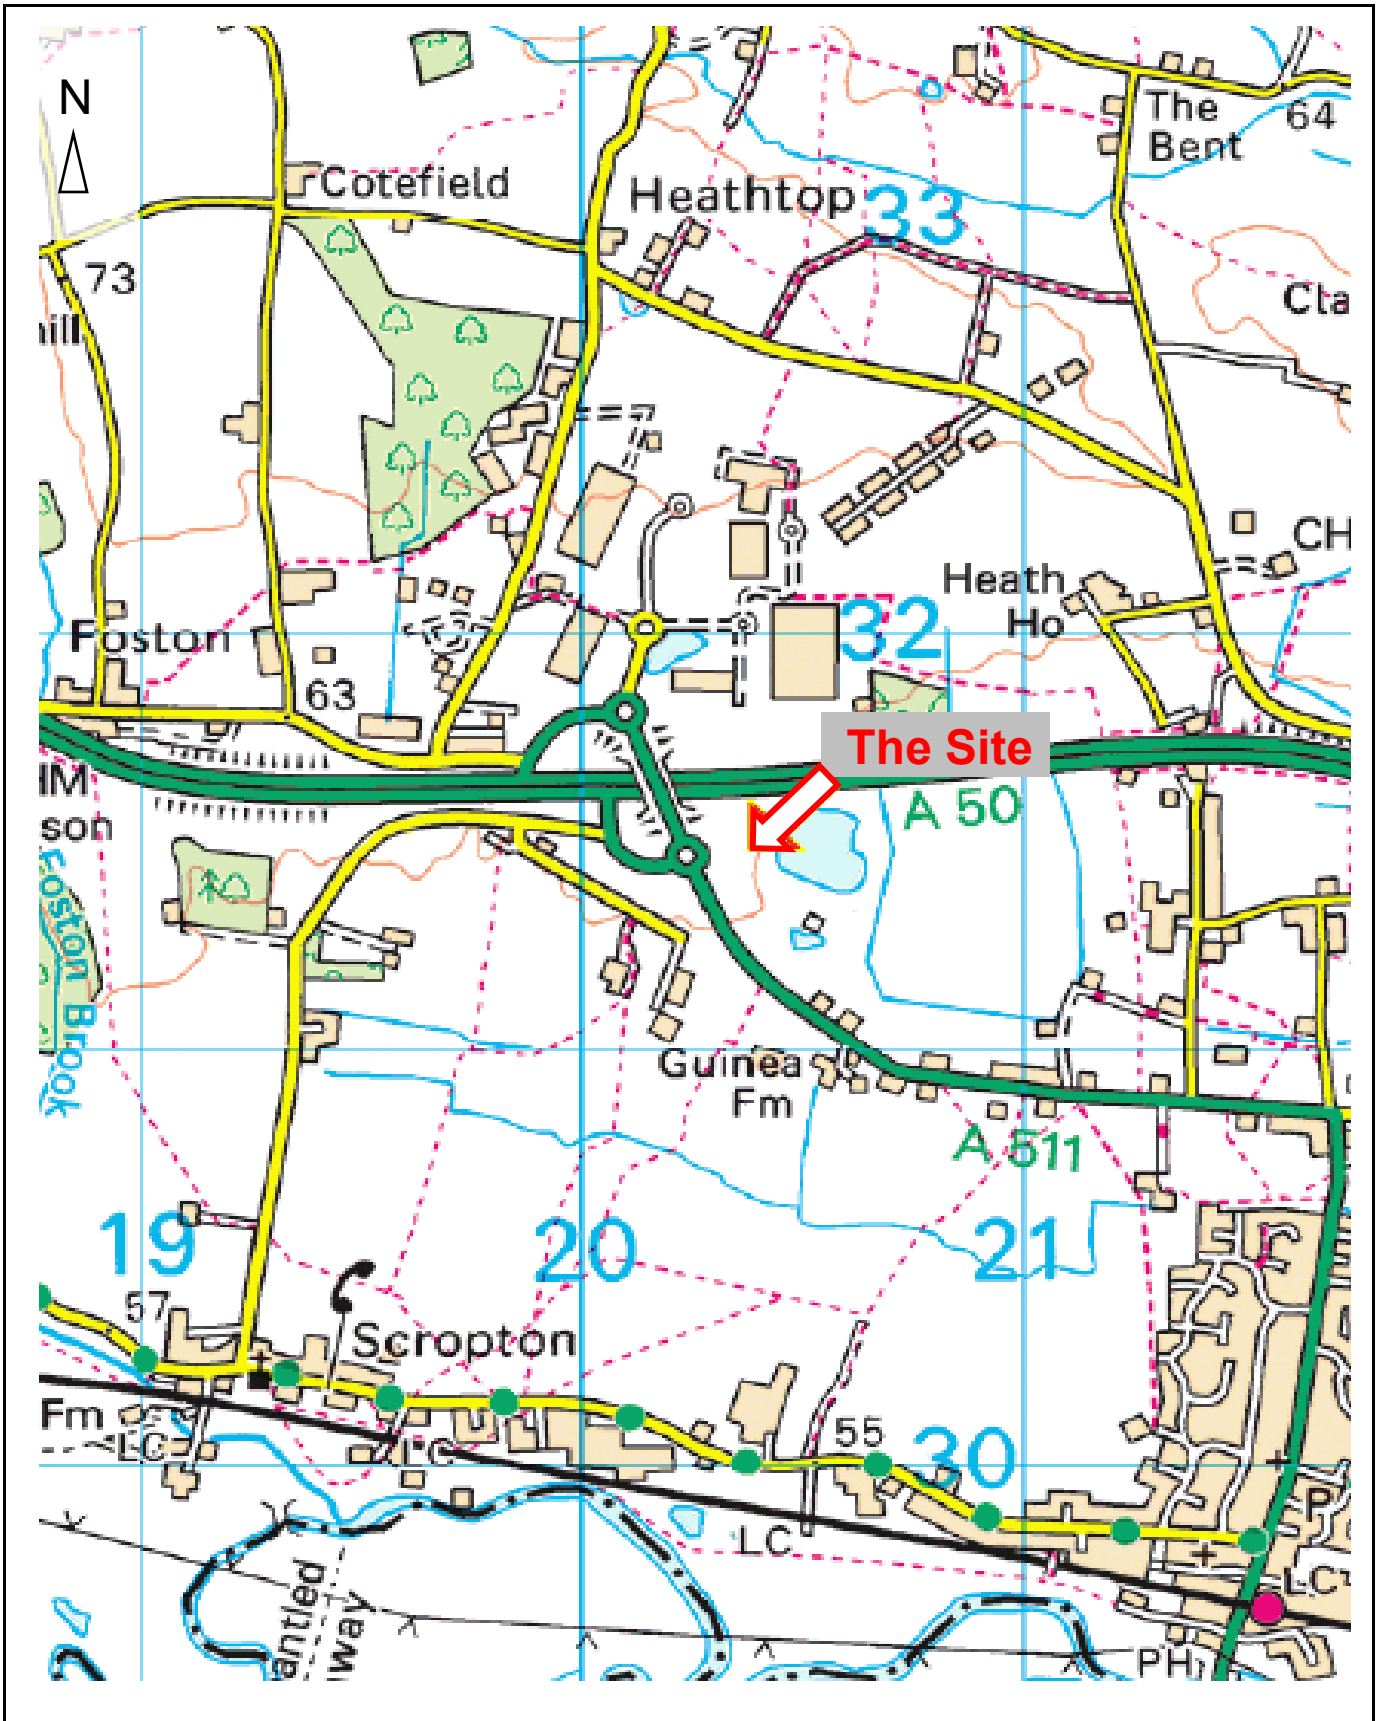 N
The
Bent
64
Cotefield
Heathtop
33
73
Cla
ill
CH
Heath
Ho
32
Foston
63
The Site
HM
son
A 50
Foston Brook
Guinea
Fm
A 511
19
20
21
57
Scropton
Fm
LC
LC
55
30
P
LC
LC
antled
way
PH